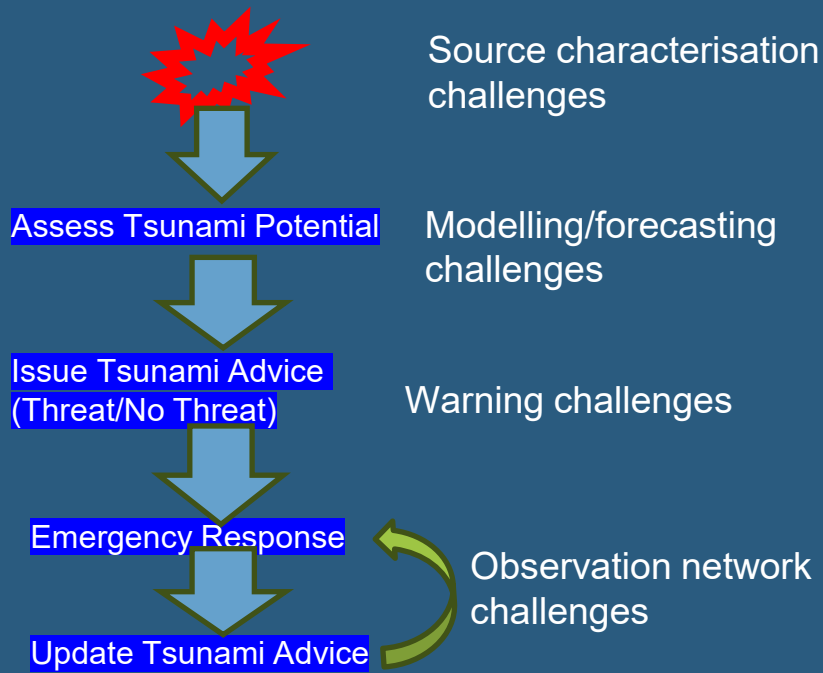 Source characterisation
challenges
Assess Tsunami Potential
Modelling/forecasting
challenges
Issue Tsunami Advice
(Threat/No Threat)
Warning challenges
Emergency Response
Observation network
challenges
Update Tsunami Advice